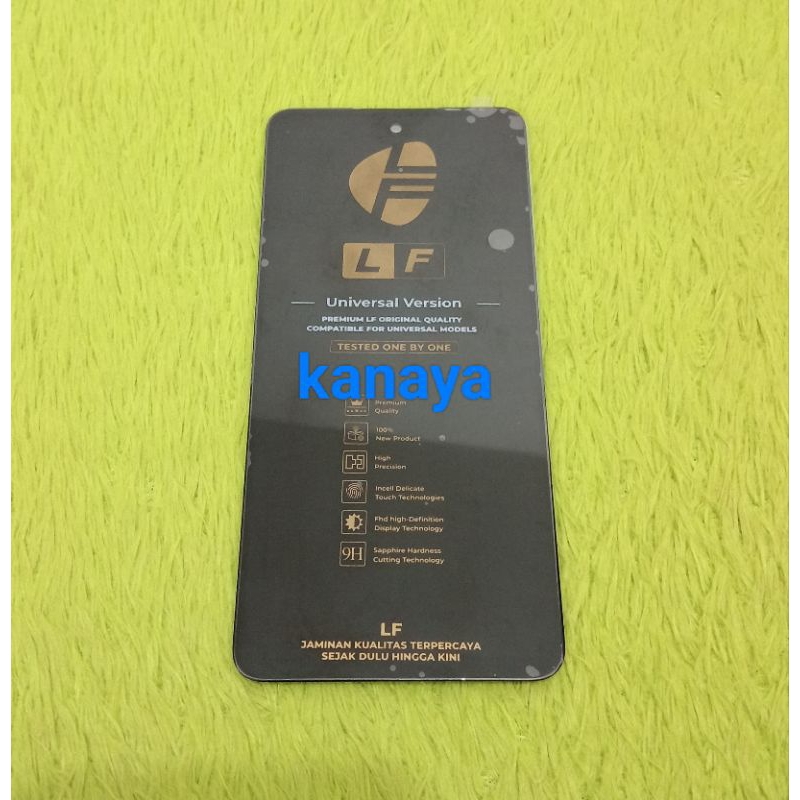 LF
Universal Version
PREMIUM LF ORIGINAL QUALITY
COMPATIBLE FOR UNIVERSAL MODELS
TESTED ONE BY ONE
kanaya
Premium
Quality
100%
New Product
High
Precision
Incell Delicate
Touch Technologies
Fhd high-Definition
Display Technology
9H
Sapphire Hardness
Cutting Technology
LF
JAMINAN KUALITAS TERPERCAYA
SEJAK DULU HINGGA KINI